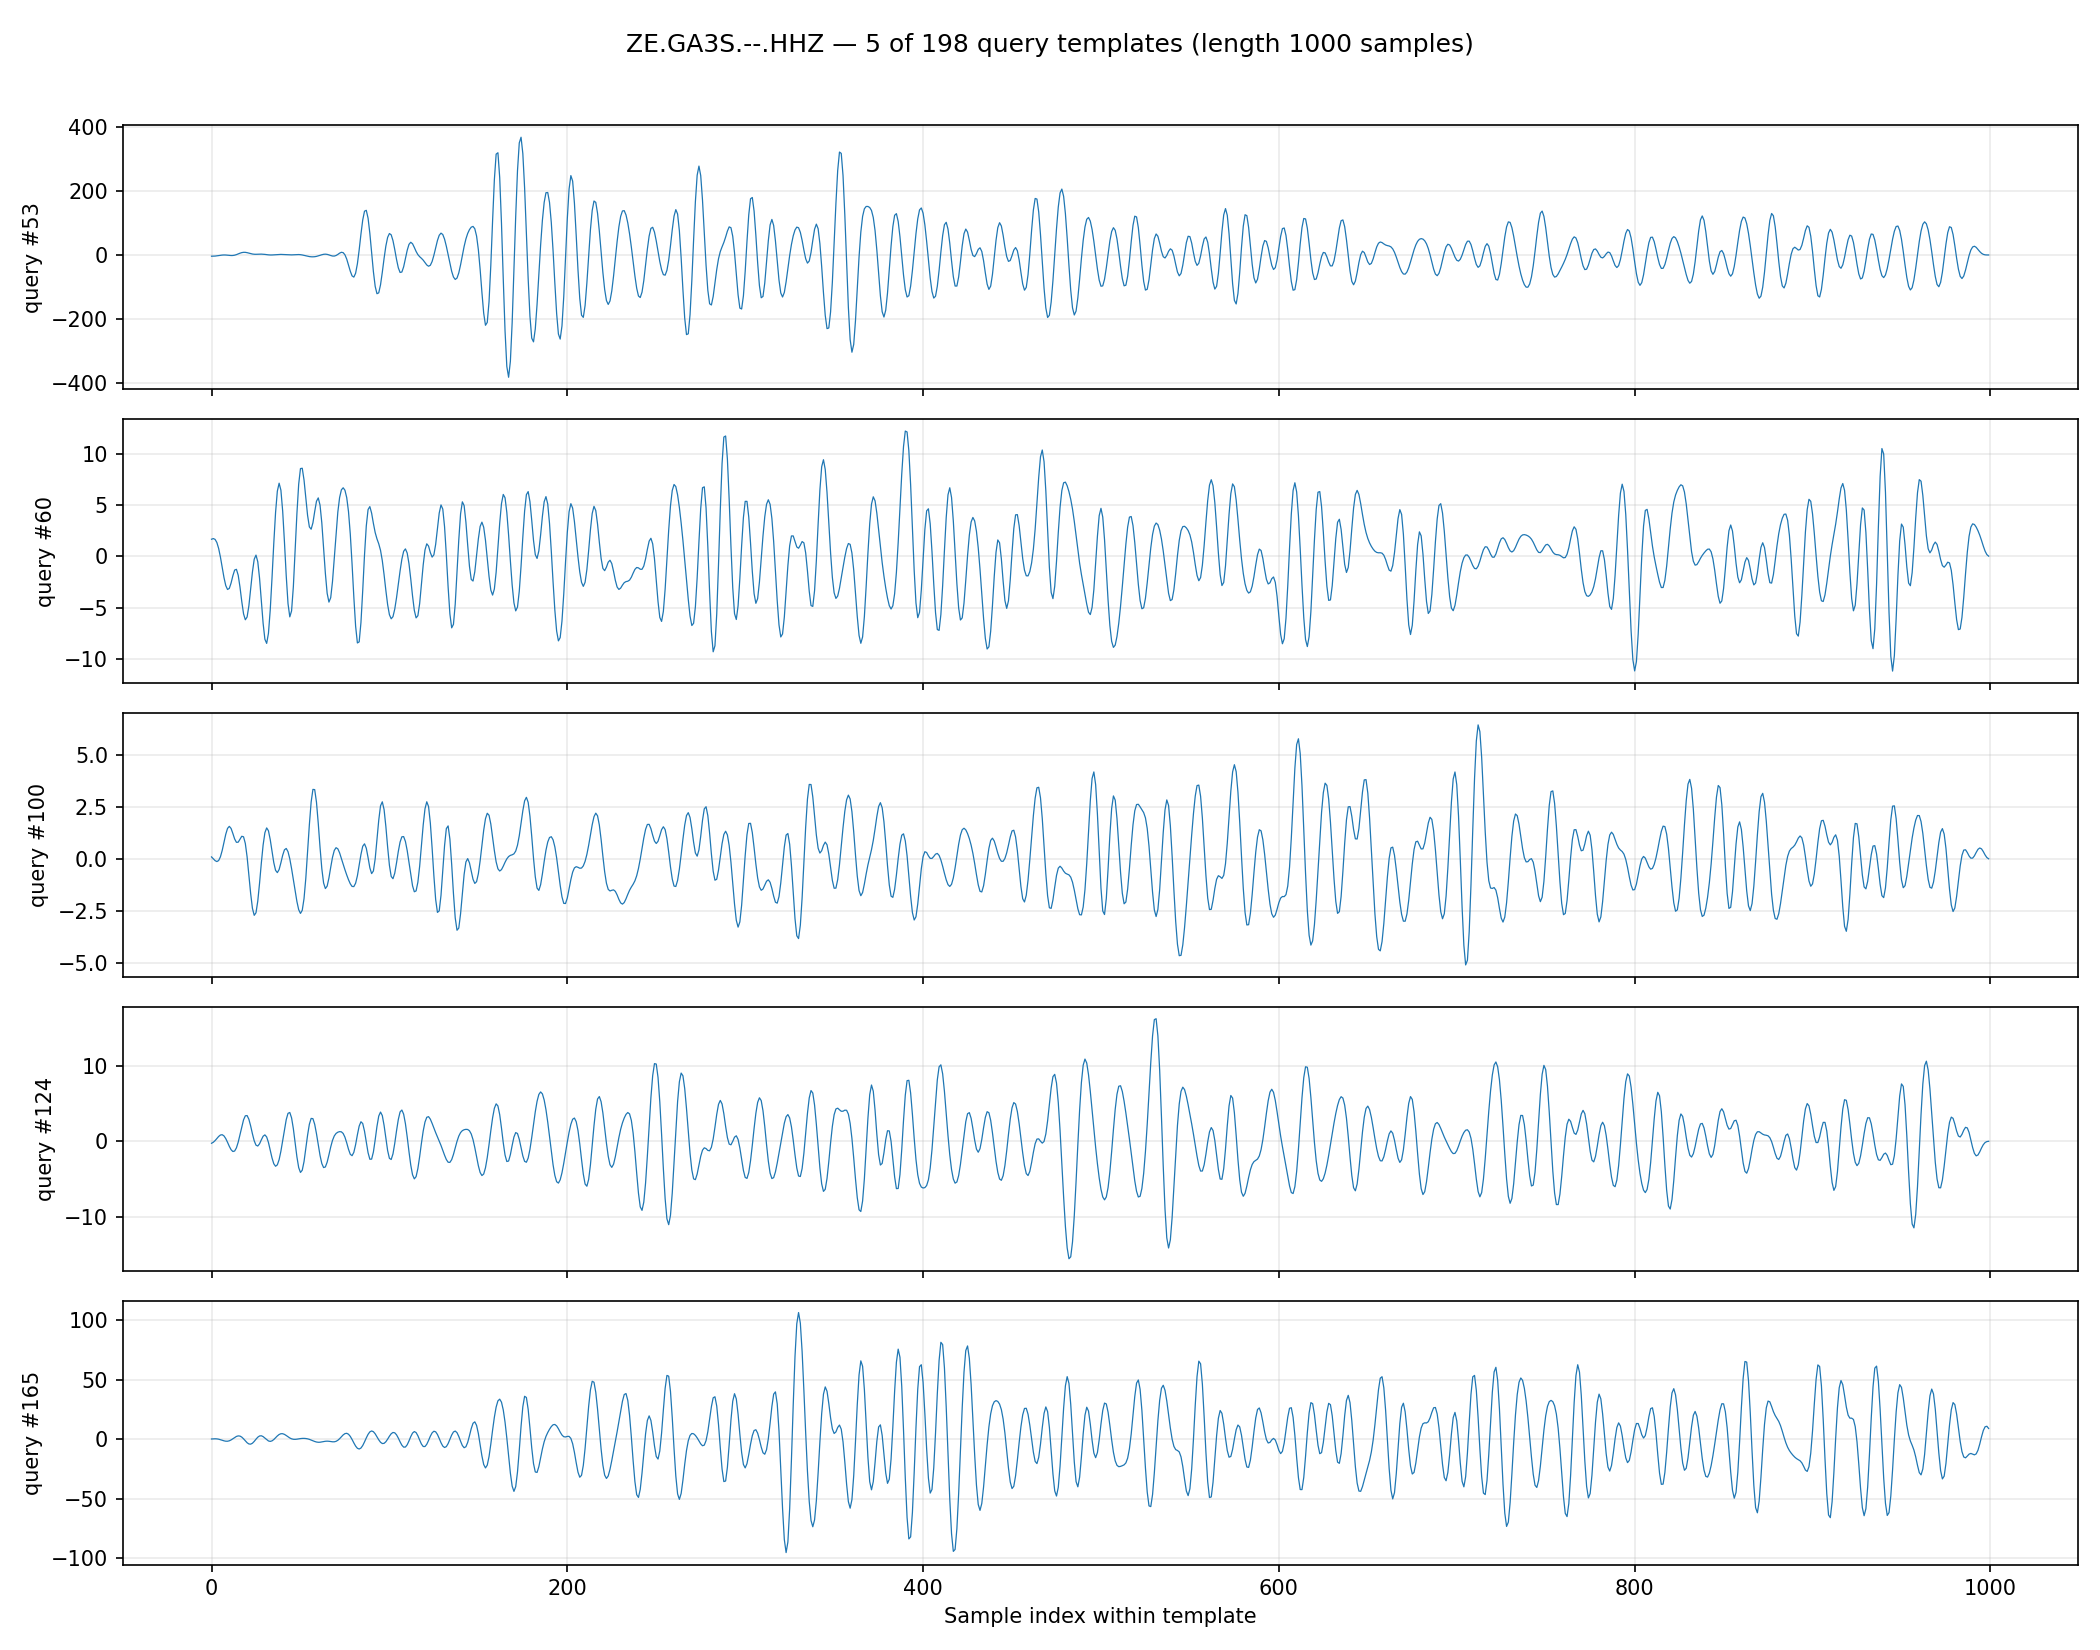 ZE.GA3S.--.HHZ — 5 of 198 query templates (length 1000 samples)
400
200
0
−200
−400
query #53
10
5
0
−5
−10
query #60
5.0
2.5
0.0
−2.5
−5.0
query #100
10
0
−10
query #124
100
50
0
−50
−100
query #165
0 200 400 600 800 1000
Sample index within template